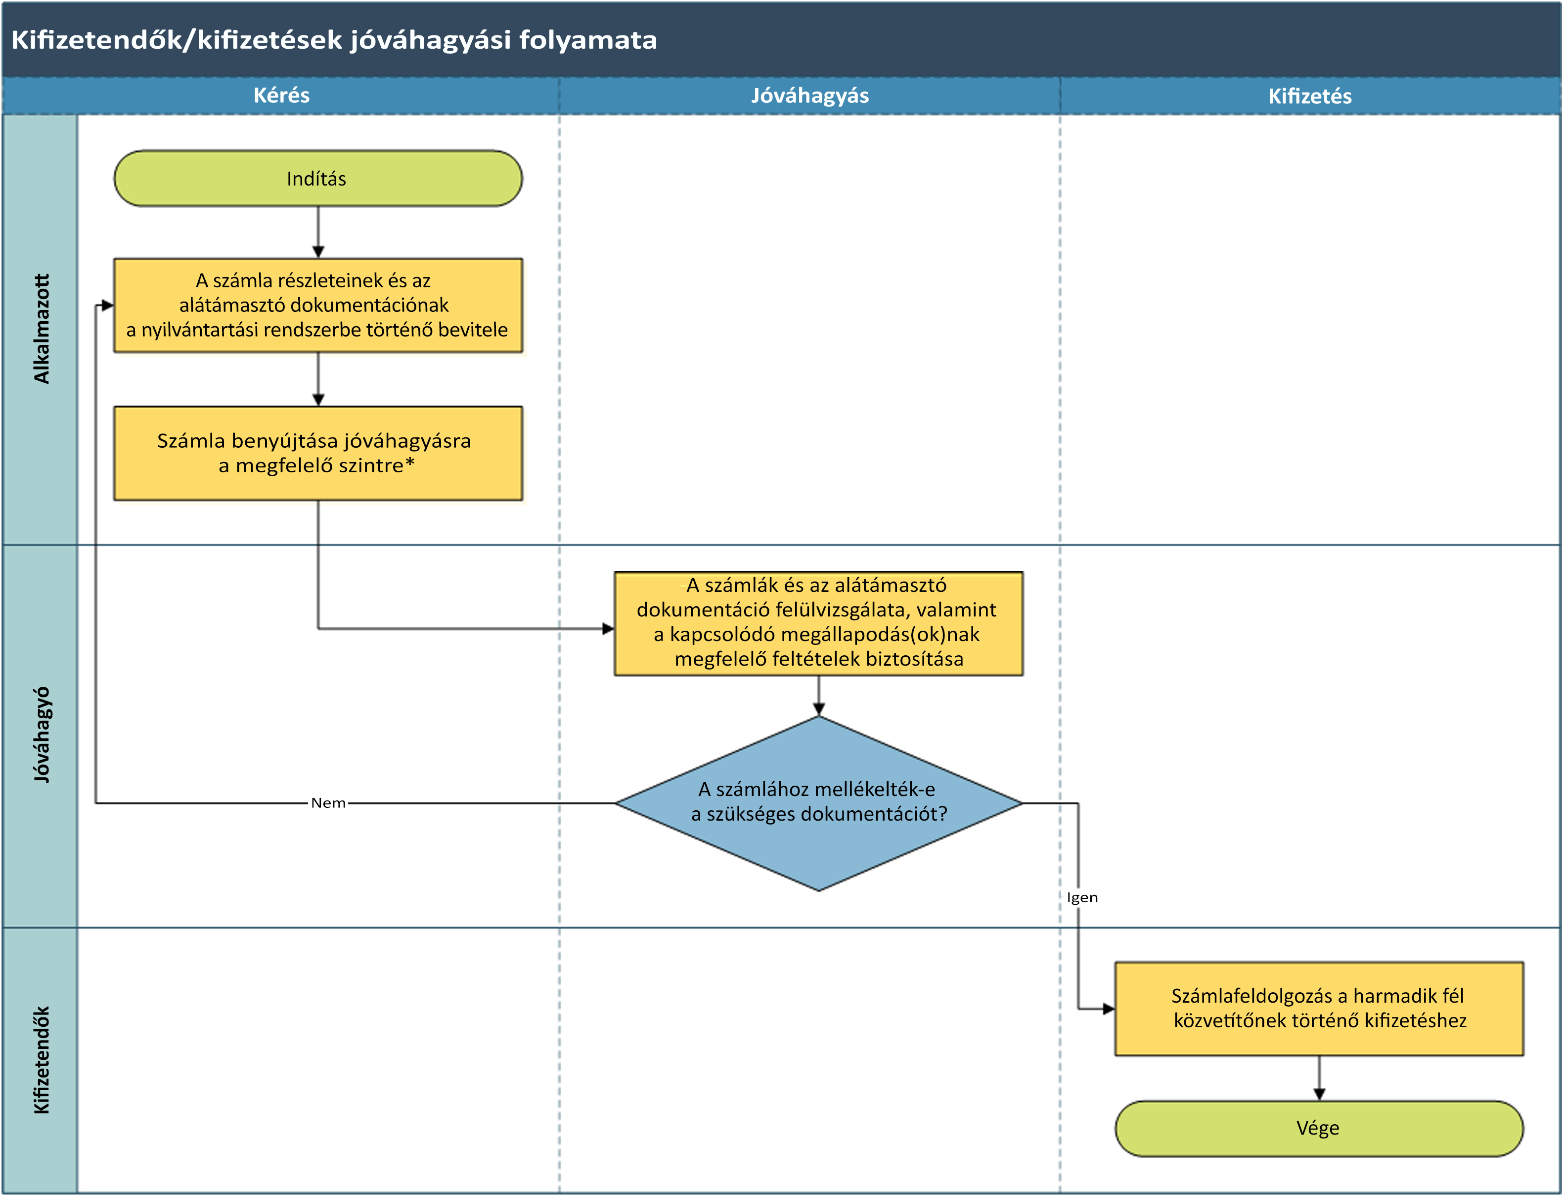 Kifizetendők/kifizetések jóváhagyási folyamata
Kérés
Jóváhagyás
Kifizetés
Alkalmazott
Indítás
A számla részleteinek és az
alátámasztó dokumentációnak
a nyilvántartási rendszerbe történő bevitele
Számla benyújtása jóváhagyásra
a megfelelő szintre*
Jóváhagyó
A számlák és az alátámasztó
dokumentáció felülvizsgálata, valamint
a kapcsolódó megállapodás(ok)nak
megfelelő feltételek biztosítása
A számlához mellékelték-e
a szükséges dokumentációt?
Nem
Igen
Kifizetendők
Számlafeldolgozás a harmadik fél
közvetítőnek történő kifizetéshez
Vége